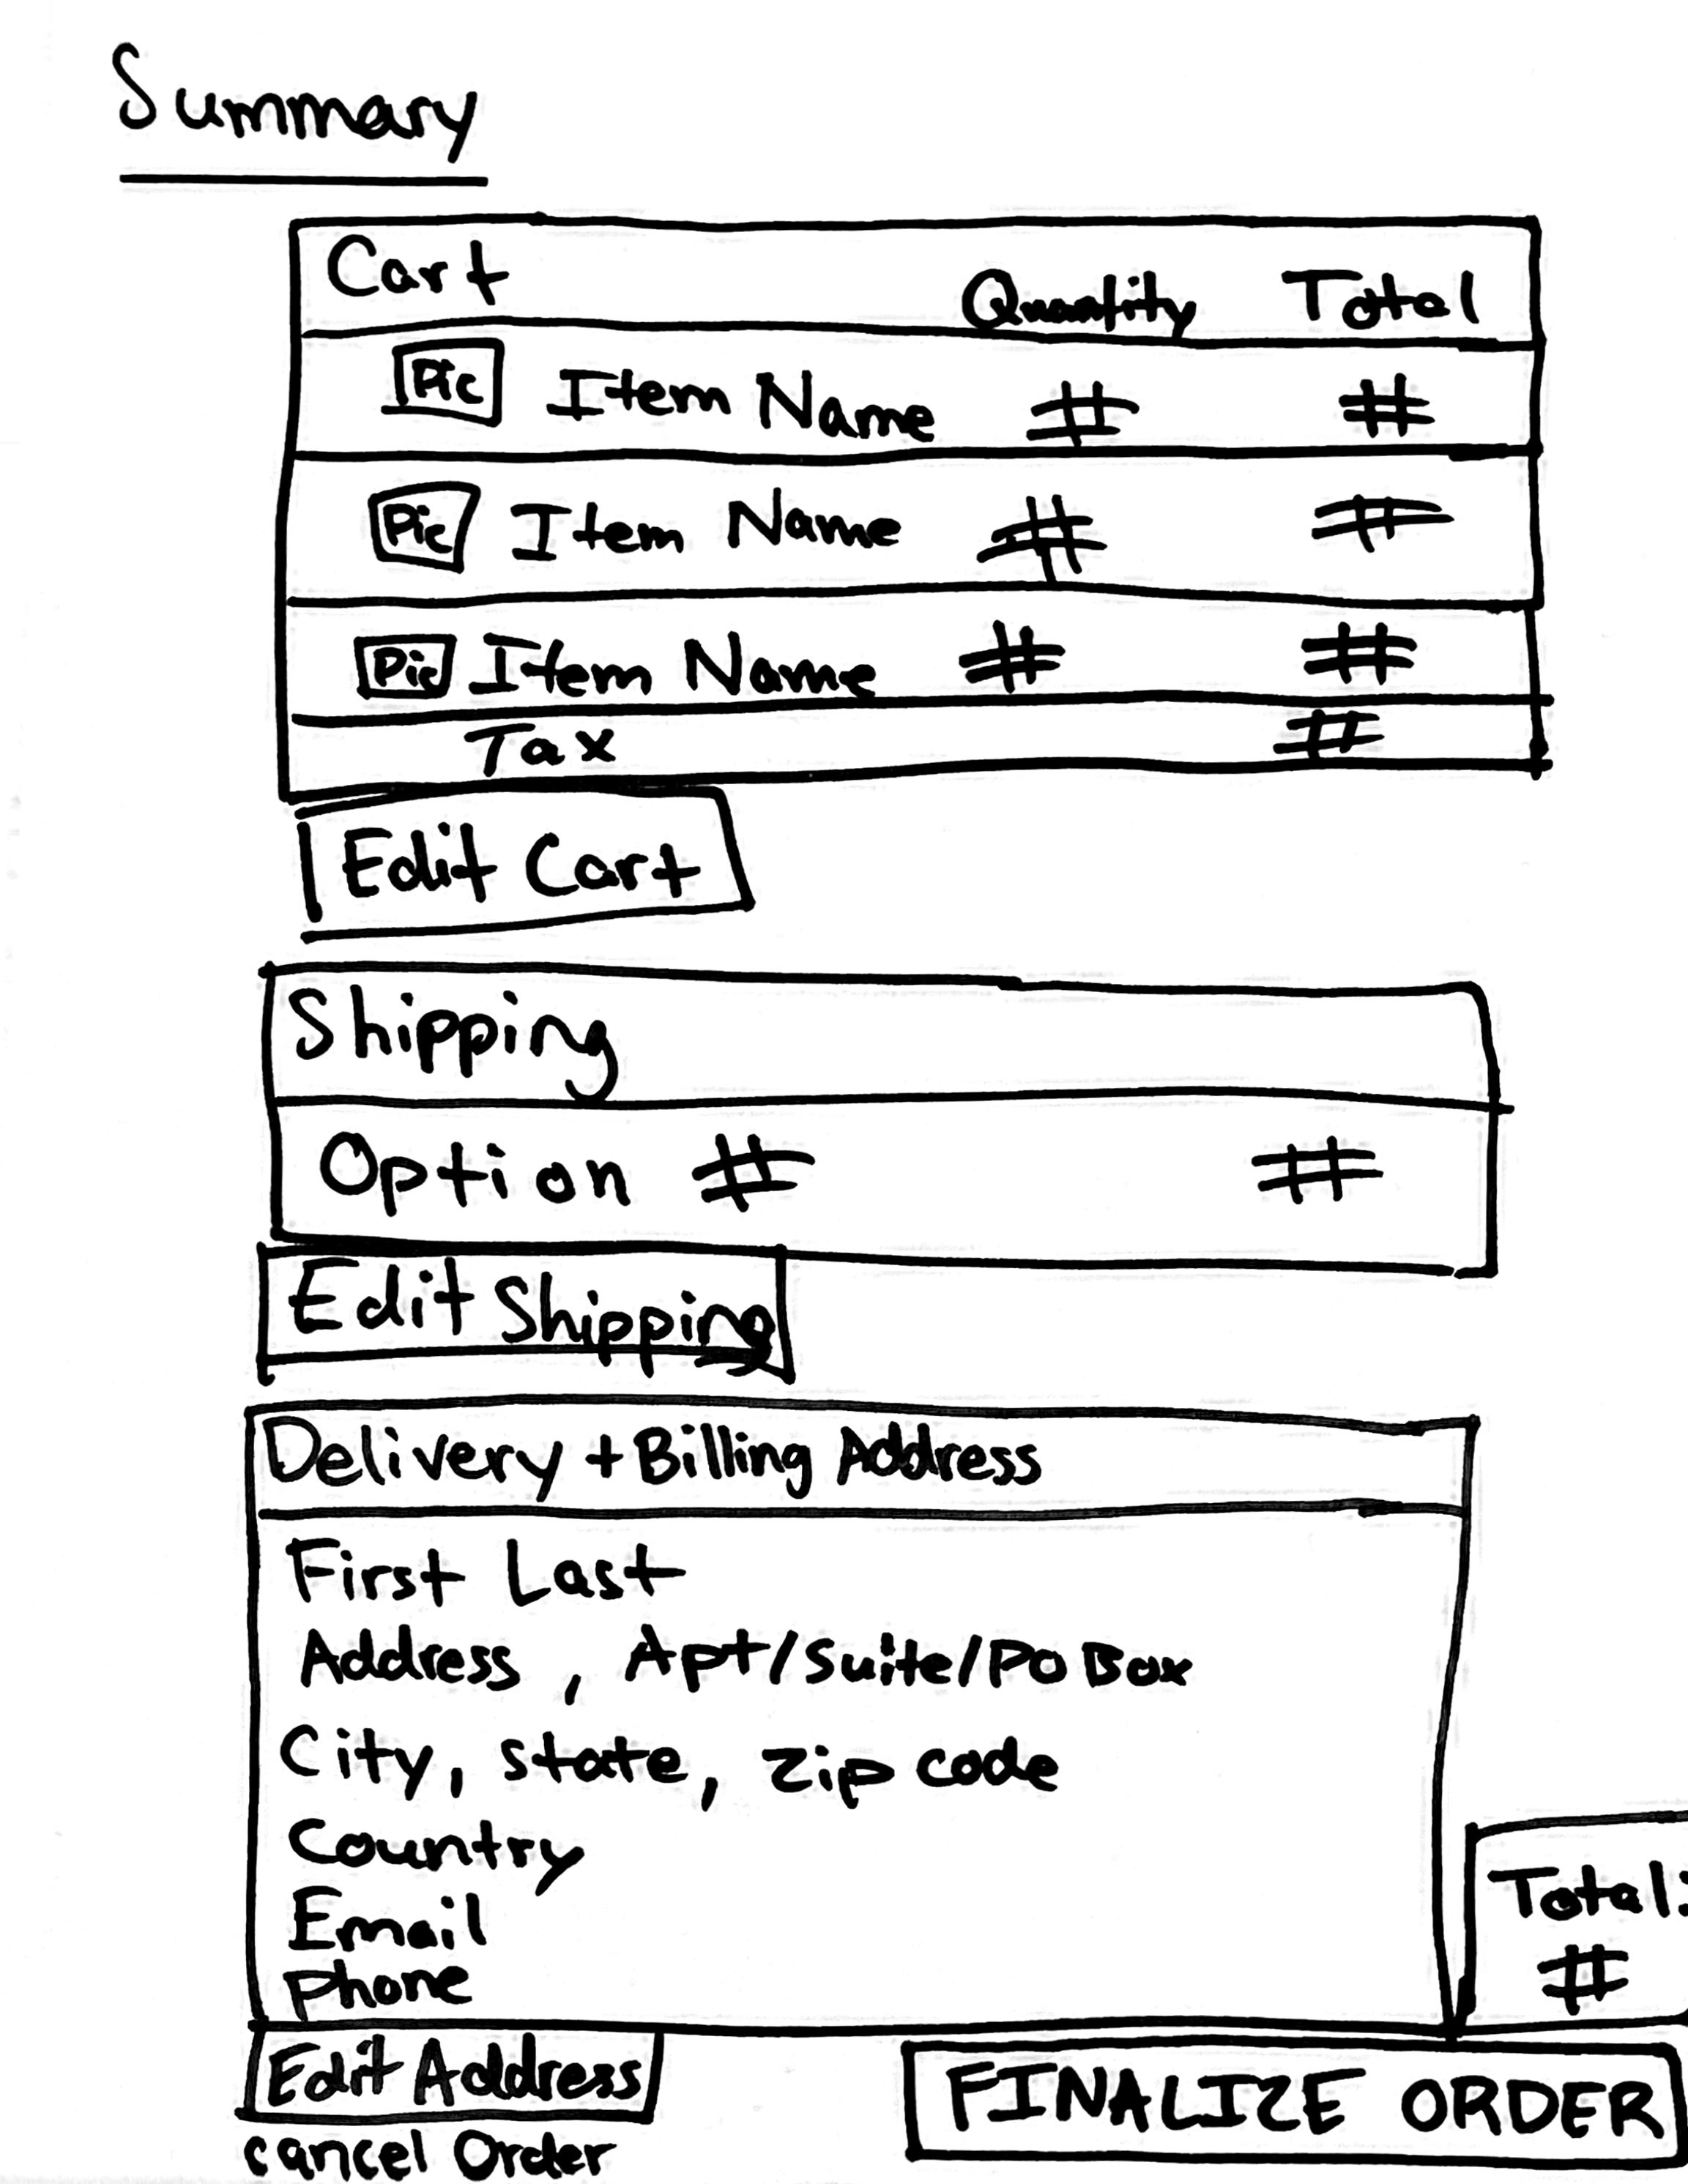 Summary
Cart Quantity Total
Pic Item Name # #
Pic Item Name # #
Pic Item Name # #
Tax #
Edit Cart
Shipping
Option # #
Edit Shipping
Delivery + Billing Address
First Last
Address, Apt/Suite/PO Box
City, state, zip code
Country
Email
Phone
Total:
#
Edit Address
FINALIZE ORDER
cancel Order